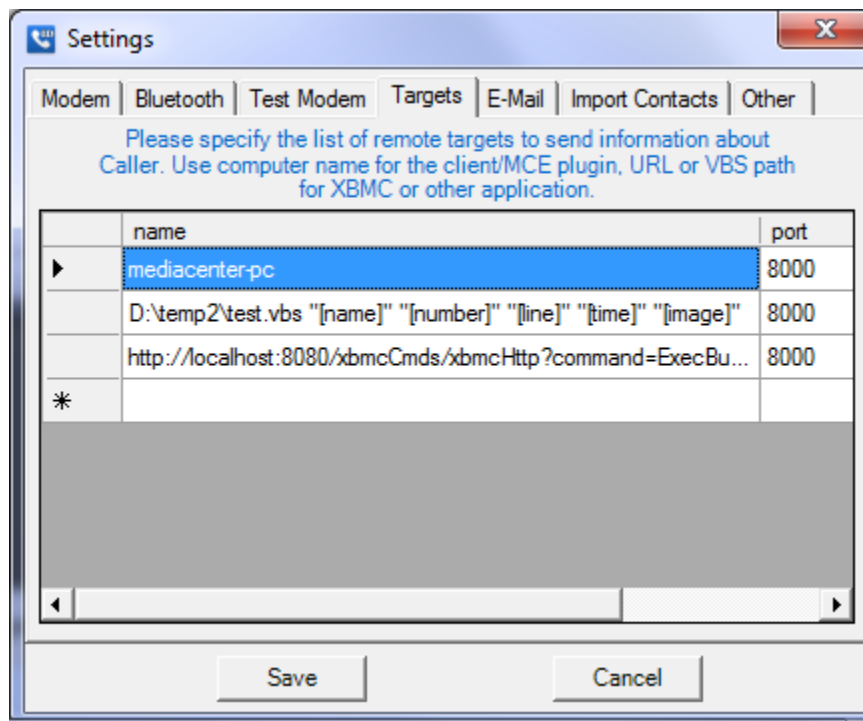 Settings
Modem Bluetooth Test Modem Targets E-Mail Import Contacts Other
Please specify the list of remote targets to send information about
Caller. Use computer name for the client/MCE plugin, URL or VBS path
for XBMC or other application.
name port
mediacenter-pc 8000
D:\temp2\test.vbs "[name]" "[number]" "[line]" "[time]" "[image]" 8000
http://localhost:8080/xbmcCmds/xbmcHttp?command=ExecBu... 8000
Save Cancel